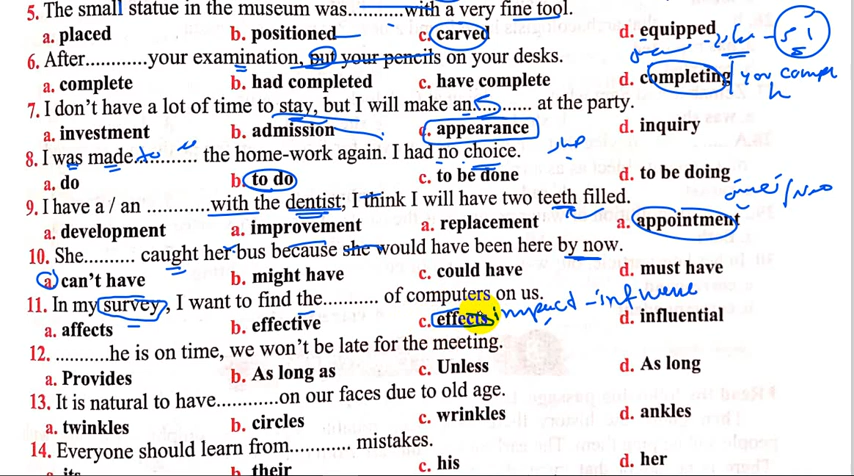 5. The small statue in the museum was..........with a very fine tool.
a. placed b. positioned c. carved d. equipped
6. After............your examination, put your pencils on your desks.
a. complete b. had completed c. have complete d. completing
7. I don't have a lot of time to stay, but I will make an............ at the party.
a. investment b. admission c. appearance d. inquiry
8. I was made............ the home-work again. I had no choice.
a. do b. to do c. to be done d. to be doing
9. I have a / an ............with the dentist; I think I will have two teeth filled.
a. development a. improvement a. replacement a. appointment
10. She......... caught her bus because she would have been here by now.
a. can't have b. might have c. could have d. must have
11. In my survey, I want to find the.......... of computers on us.
a. affects b. effective c. effects impact - influence d. influential
12. ..........he is on time, we won't be late for the meeting.
a. Provides b. As long as c. Unless d. As long
13. It is natural to have............on our faces due to old age.
a. twinkles b. circles c. wrinkles d. ankles
14. Everyone should learn from............ mistakes.
a. its b. their c. his d. her